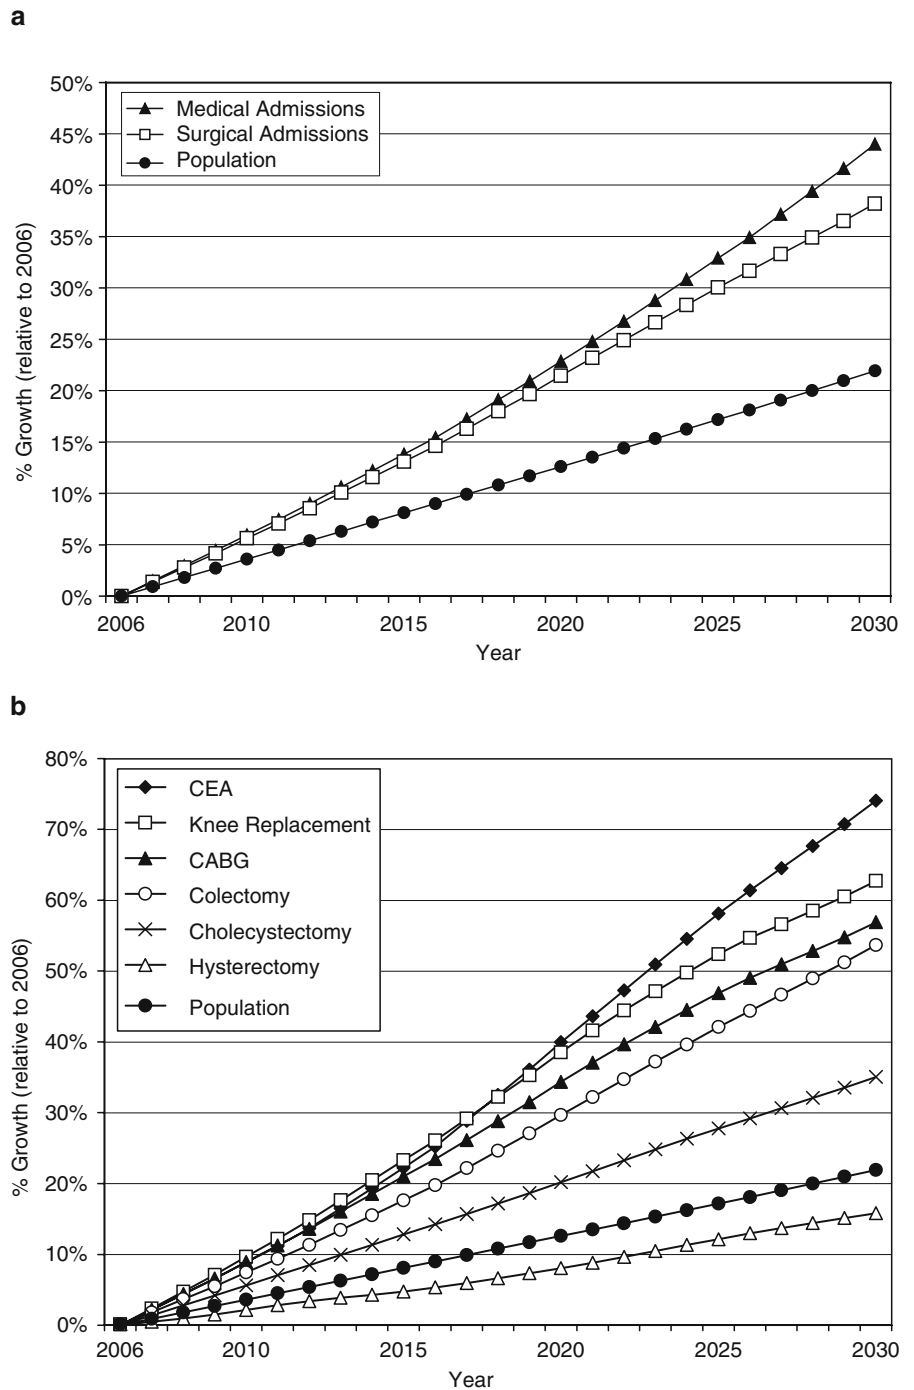 a
50%
45%
40%
35%
30%
25%
20%
15%
10%
5%
0%
% Growth (relative to 2006)
Medical Admissions
Surgical Admissions
Population
2006 2010 2015 2020 2025 2030
Year
b
80%
70%
60%
50%
40%
30%
20%
10%
0%
% Growth (relative to 2006)
CEA
Knee Replacement
CABG
Colectomy
Cholecystectomy
Hysterectomy
Population
2006 2010 2015 2020 2025 2030
Year